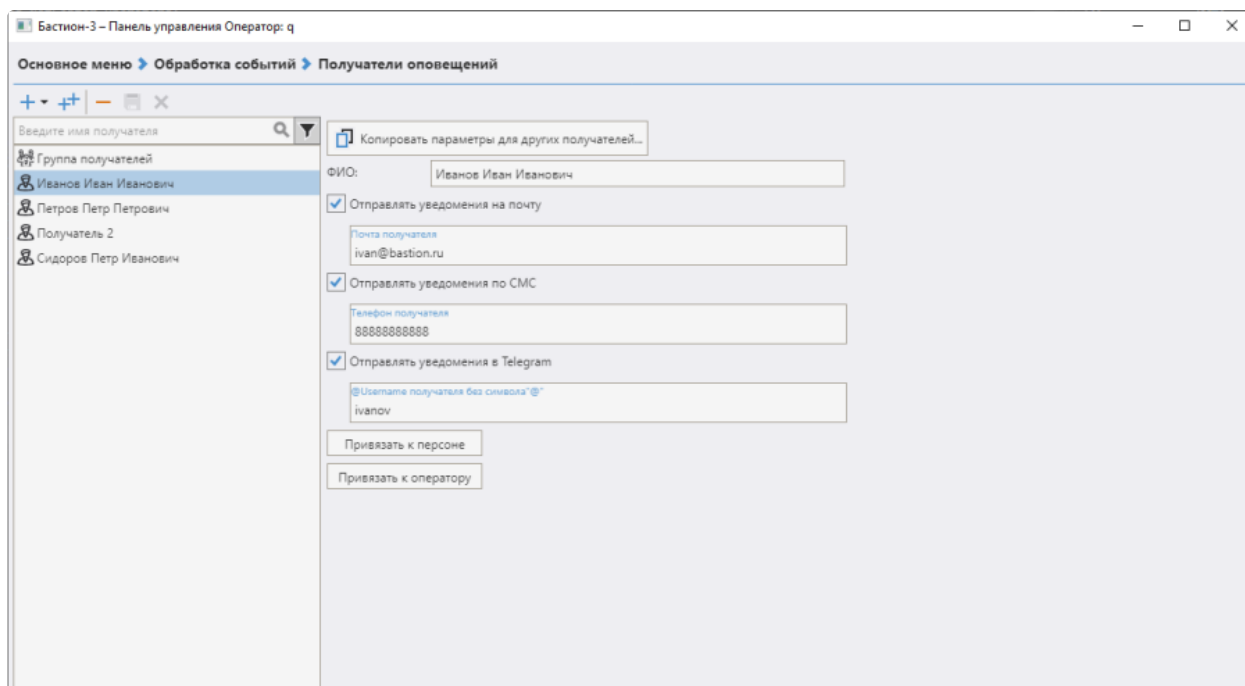 Бастион-3 – Панель управления Оператор: q
Основное меню Обработка событий Получатели оповещений
Введите имя получателя
Копировать параметры для других получателей...
Группа получателей
Иванов Иван Иванович
Петров Петр Петрович
Получатель 2
Сидоров Петр Иванович
ФИО:
Иванов Иван Иванович
Отправлять уведомления на почту
Почта получателя
ivan@bastion.ru
Отправлять уведомления по СМС
Телефон получателя
88888888888
Отправлять уведомления в Telegram
@Username получателя без символа"@"
ivanov
Привязать к персоне
Привязать к оператору